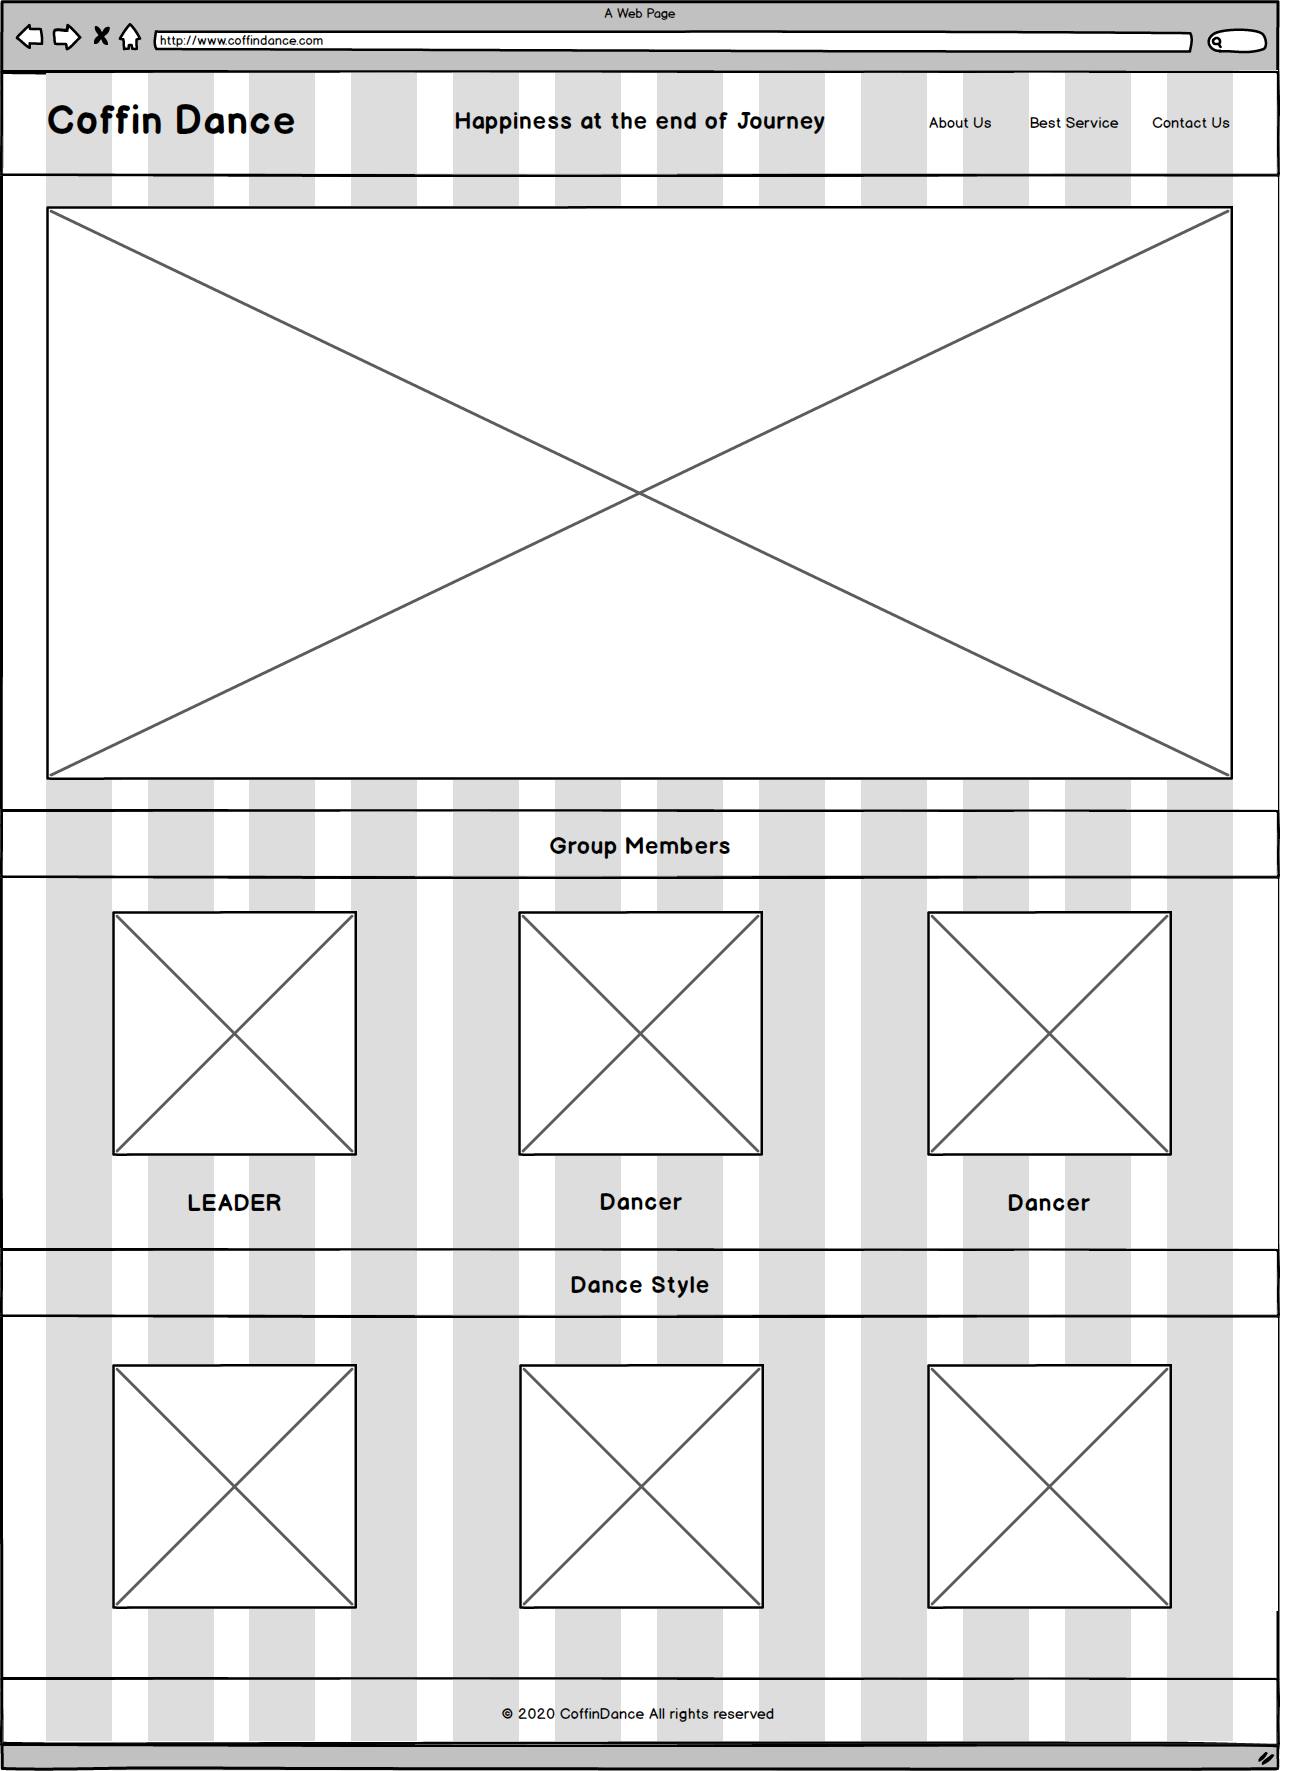 A Web Page
http://www.coffindance.com
Coffin Dance
Happiness at the end of Journey
About Us
Best Service
Contact Us
Group Members
LEADER
Dancer
Dancer
Dance Style
© 2020 CoffinDance All rights reserved